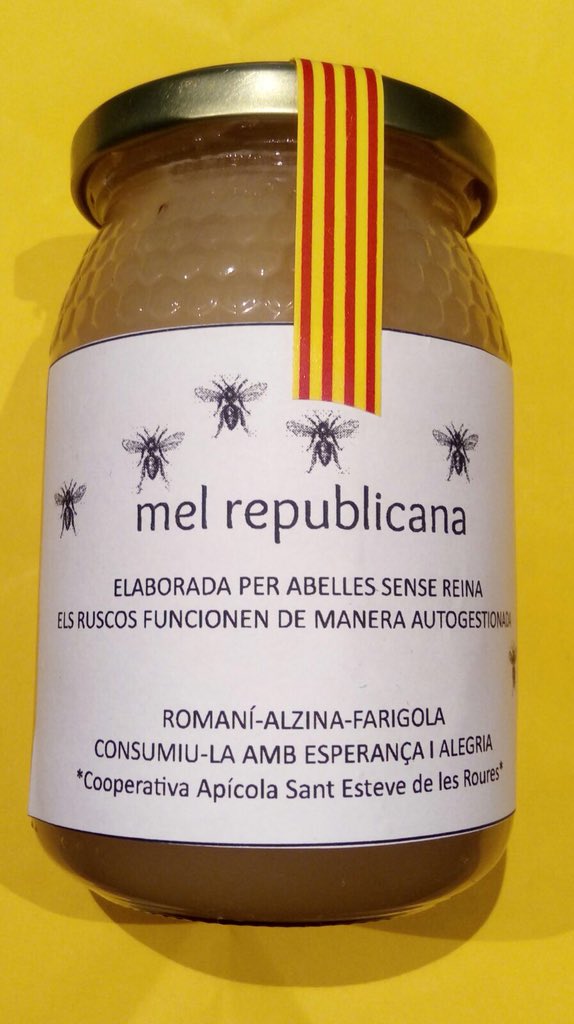 mel republicana
ELABORADA PER ABELLES SENSE REINA
ELS RUSCOS FUNCIONEN DE MANERA AUTOGESTIONADA
ROMANÍ-ALZINA-FARIGOLA
CONSUMIU-LA AMB ESPERANÇA I ALEGRIA
*Cooperativa Apícola Sant Esteve de les Roures*